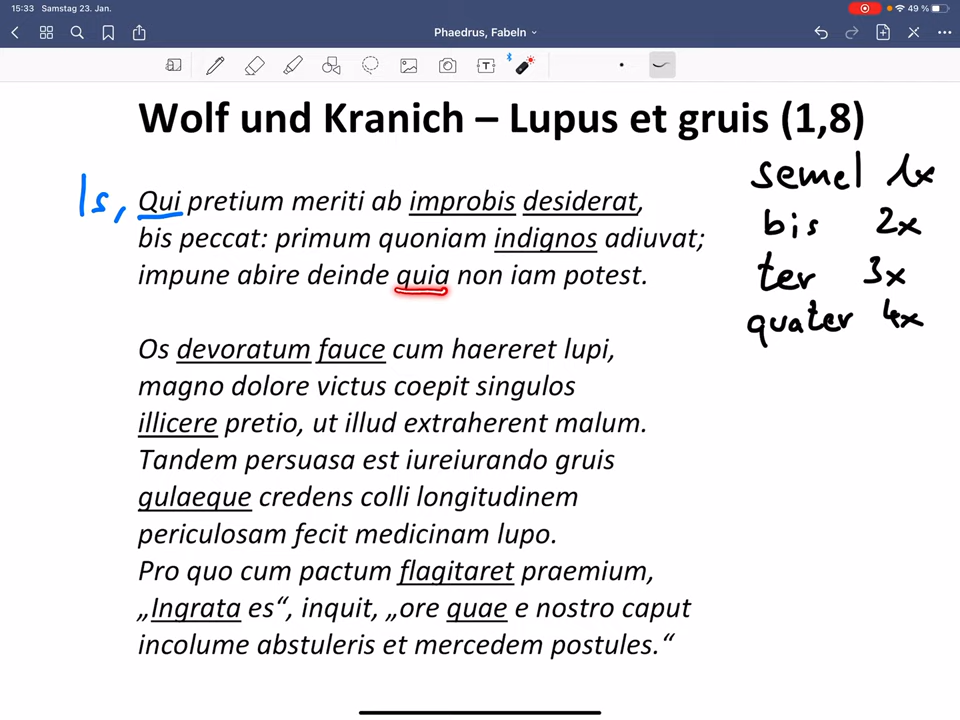 15:33 Samstag 23. Jan.
49 %
Phaedrus, Fabeln
T
Wolf und Kranich – Lupus et gruis (1,8)
semel 1x
Is, Qui pretium meriti ab improbis desiderat,
bis 2x
bis peccat: primum quoniam indignos adiuvat;
ter 3x
impune abire deinde quia non iam potest.
quater 4x
Os devoratum fauce cum haereret lupi,
magno dolore victus coepit singulos
illicere pretio, ut illud extraherent malum.
Tandem persuasa est iureiurando gruis
gulaeque credens colli longitudinem
periculosam fecit medicinam lupo.
Pro quo cum pactum flagitaret praemium,
„Ingrata es“, inquit, „ore quae e nostro caput
incolume abstuleris et mercedem postules.“